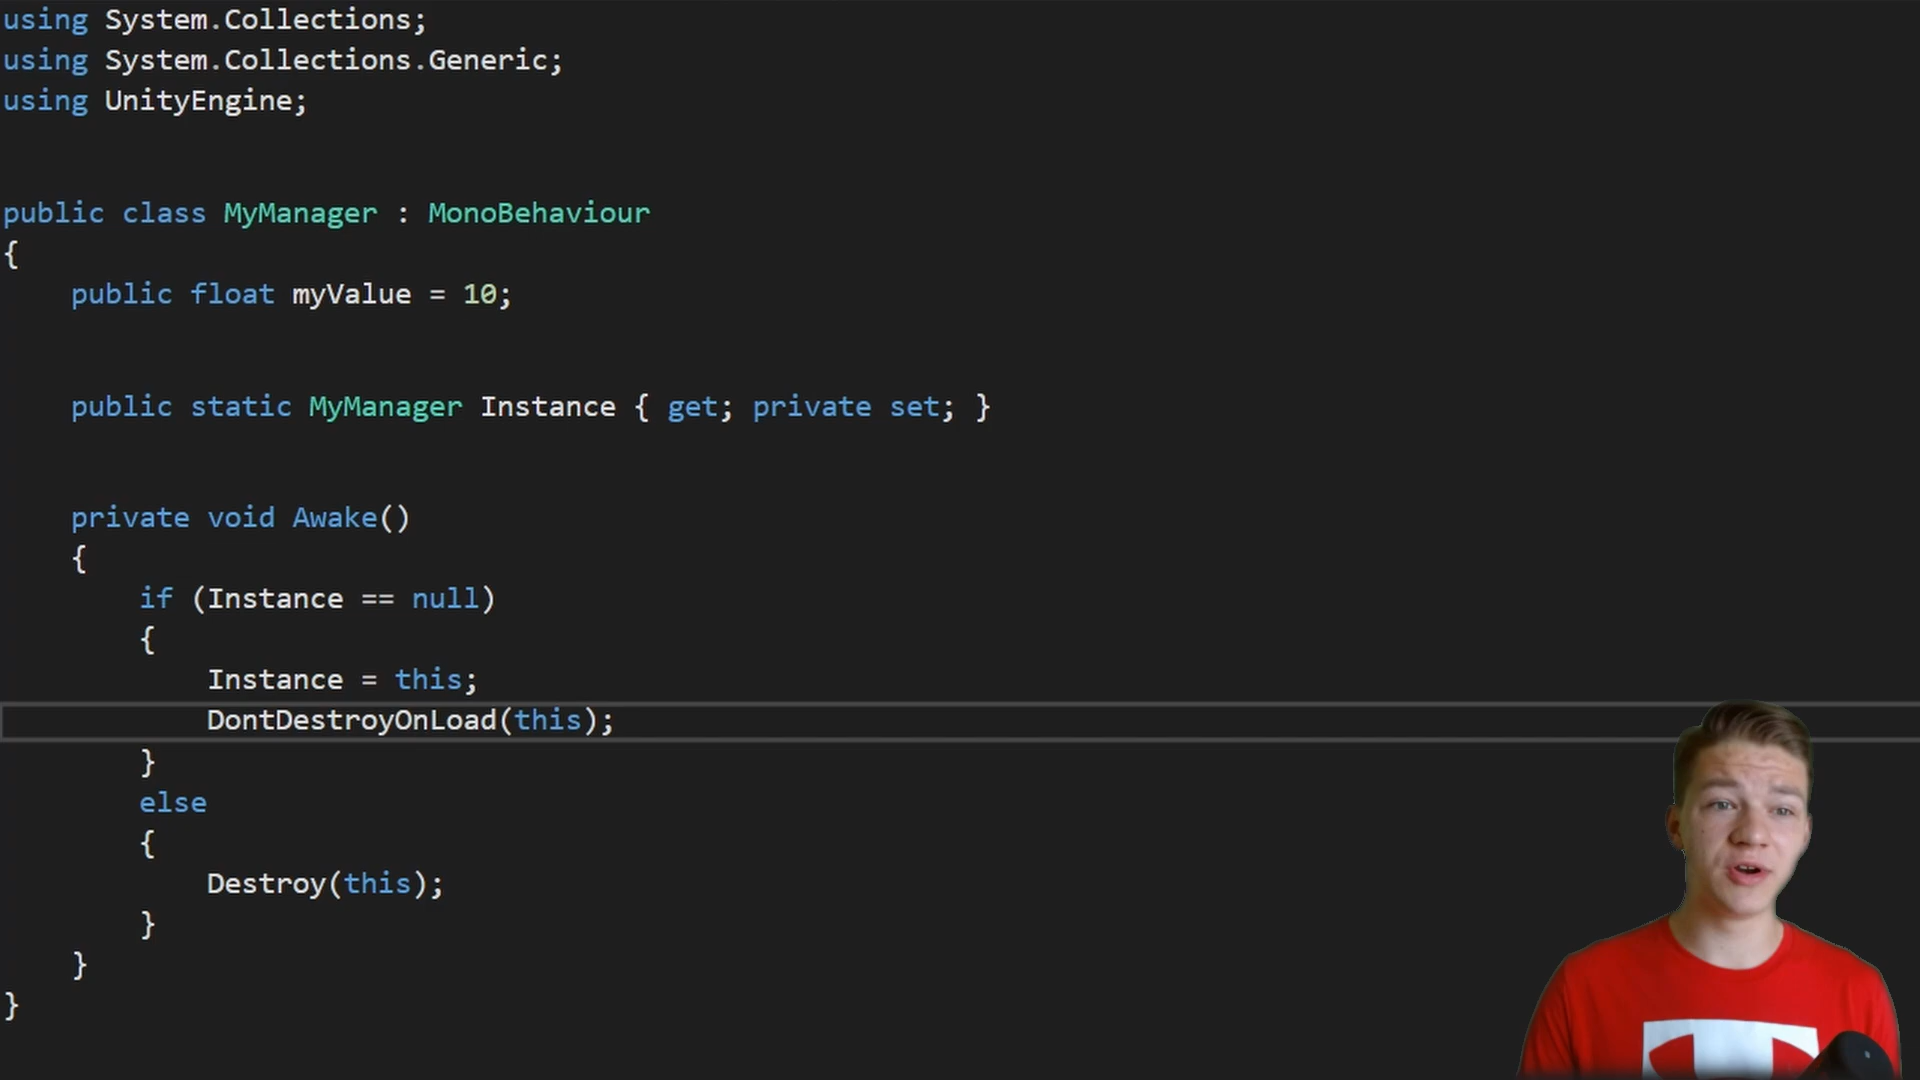 using System.Collections;
using System.Collections.Generic;
using UnityEngine;
public class MyManager : MonoBehaviour
{
    public float myValue = 10;
    public static MyManager Instance { get; private set; }
    private void Awake()
    {
        if (Instance == null)
        {
            Instance = this;
            DontDestroyOnLoad(this);
        }
        else
        {
            Destroy(this);
        }
    }
}